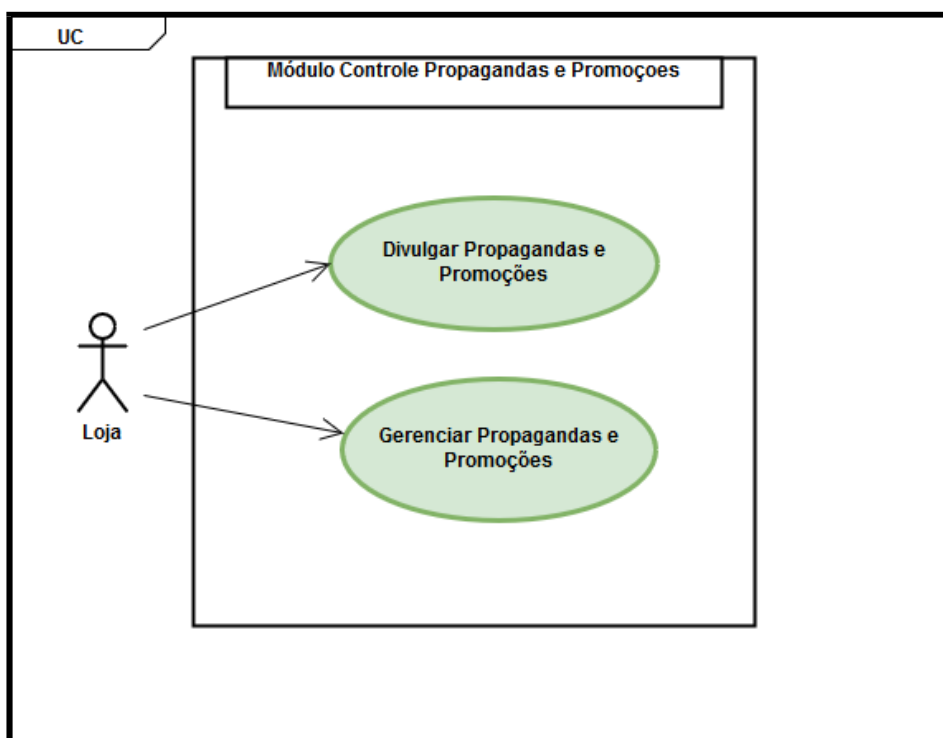 UC
Módulo Controle Propagandas e Promoçoes
Divulgar Propagandas e
Promoções
Loja
Gerenciar Propagandas e
Promoções